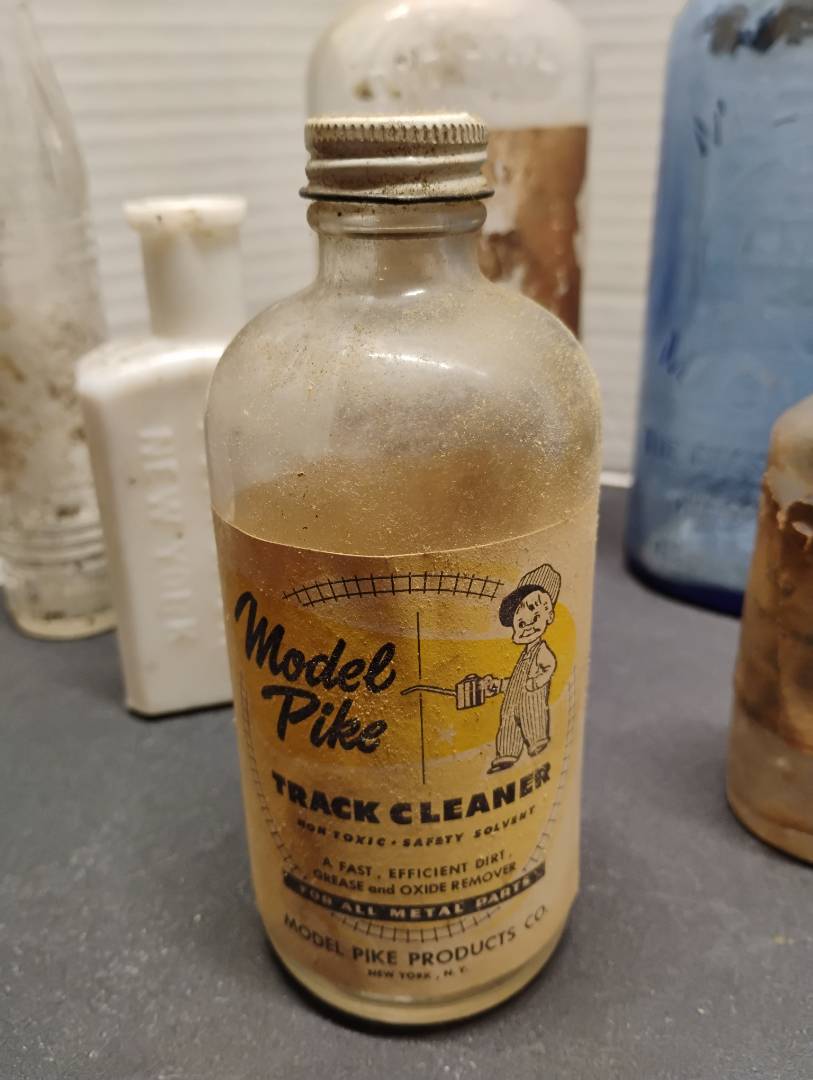 Model
Pike
TRACK CLEANER
NON-TOXIC • SAFETY SOLVENT
A FAST, EFFICIENT DIRT,
GREASE and OXIDE REMOVER
FOR ALL METAL PARTS
MODEL PIKE PRODUCTS CO.
NEW YORK, N.Y.
NEW YORK